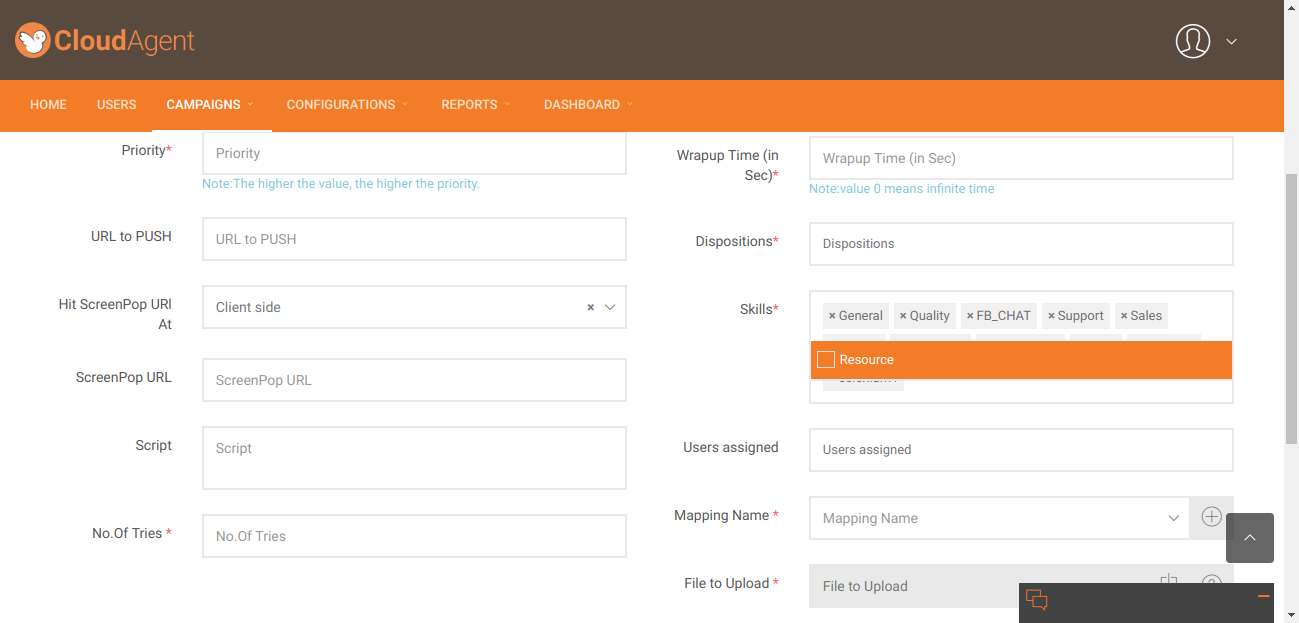 CloudAgent
HOME USERS CAMPAIGNS CONFIGURATIONS REPORTS DASHBOARD
Priority*
Priority
Note:The higher the value, the higher the priority.
URL to PUSH
URL to PUSH
Hit ScreenPop URl
At
Client side
×
ScreenPop URL
ScreenPop URL
Script
Script
No.Of Tries *
No.Of Tries
Wrapup Time (in
Sec)*
Wrapup Time (in Sec)
Note:value 0 means infinite time
Dispositions*
Dispositions
Skills*
× General × Quality × FB_CHAT × Support × Sales
Resource
Users assigned
Users assigned
Mapping Name *
Mapping Name
File to Upload *
File to Upload